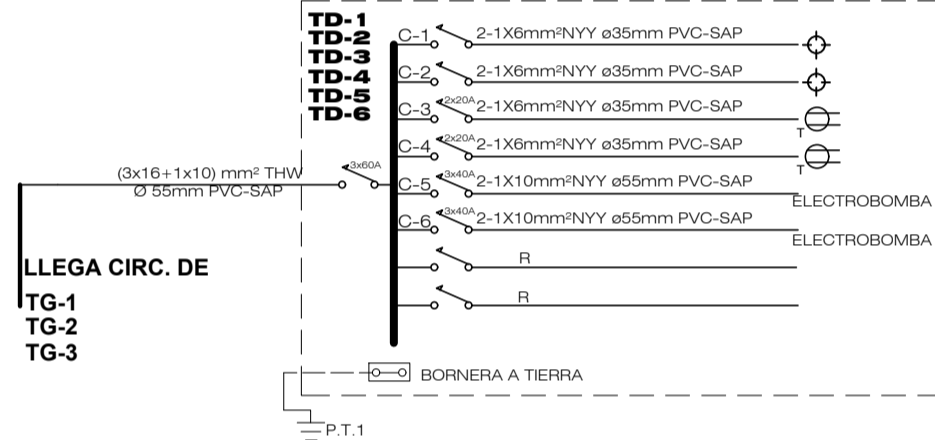 TD-1
TD-2
TD-3
TD-4
TD-5
TD-6
C-1 2-1X6mm²NYY ø35mm PVC-SAP
C-2 2-1X6mm²NYY ø35mm PVC-SAP
C-3 2x20A 2-1X6mm²NYY ø35mm PVC-SAP
T
C-4 2x20A 2-1X6mm²NYY ø35mm PVC-SAP
T
(3x16+1x10) mm² THW
Ø 55mm PVC-SAP
3x60A
C-5 3x40A 2-1X10mm²NYY ø55mm PVC-SAP
ELECTROBOMBA
C-6 3x40A 2-1X10mm²NYY ø55mm PVC-SAP
ELECTROBOMBA
R
R
LLEGA CIRC. DE
TG-1
TG-2
TG-3
BORNERA A TIERRA
P.T.1